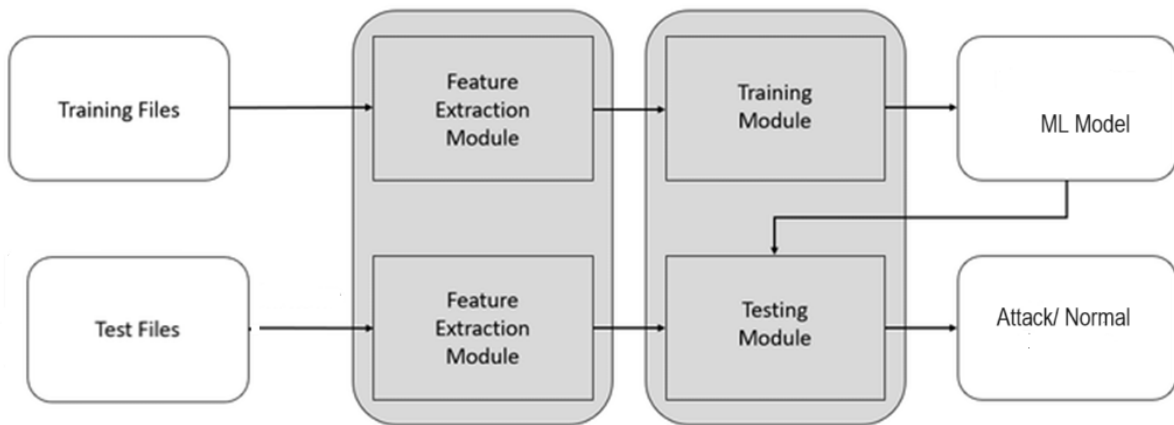 Training Files
Feature
Extraction
Module
Training
Module
ML Model
Test Files
Feature
Extraction
Module
Testing
Module
Attack/ Normal